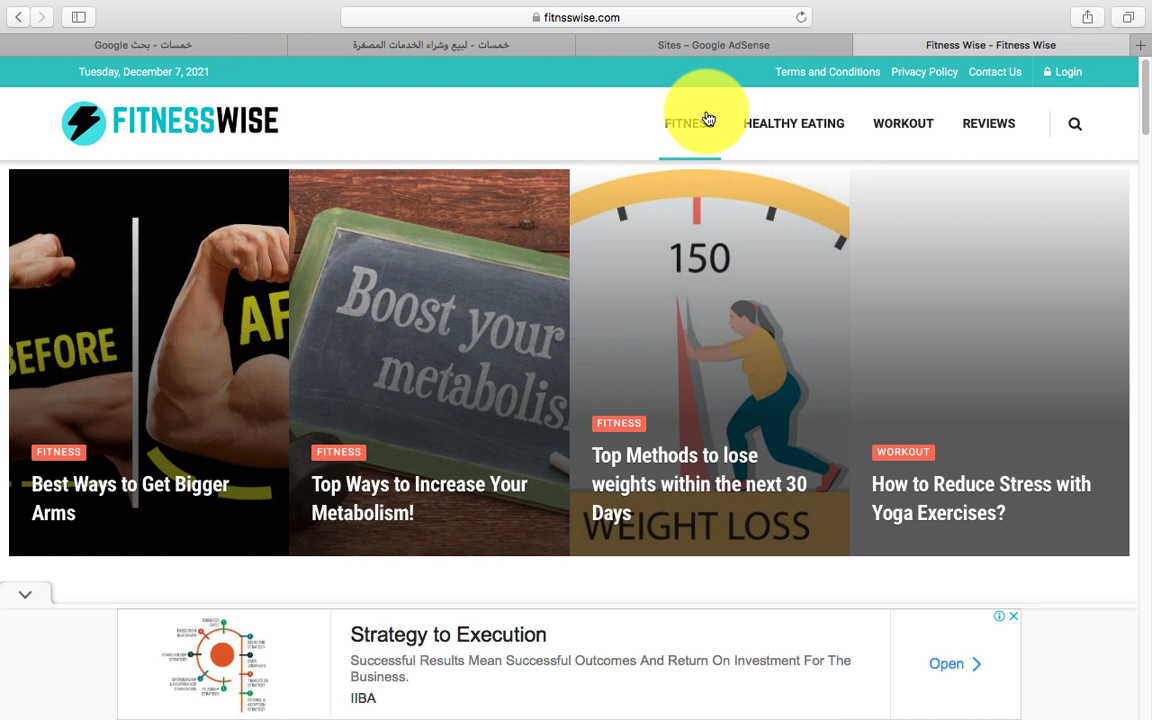 fitnsswise.com
خمسات - بحث Google
خمسات - لبيع وشراء الخدمات المصغرة
Sites – Google AdSense
Fitness Wise - Fitness Wise
Tuesday, December 7, 2021
Terms and Conditions
Privacy Policy
Contact Us
Login
FITNESSWISE
FITNESS
HEALTHY EATING
WORKOUT
REVIEWS
BEFORE
AF
FITNESS
Best Ways to Get Bigger
Arms
Boost your
metabolis
FITNESS
Top Ways to Increase Your
Metabolism!
150
FITNESS
Top Methods to lose
weights within the next 30
Days
WEIGHT LOSS
WORKOUT
How to Reduce Stress with
Yoga Exercises?
Strategy to Execution
Successful Results Mean Successful Outcomes And Return On Investment For The
Business.
IIBA
Open